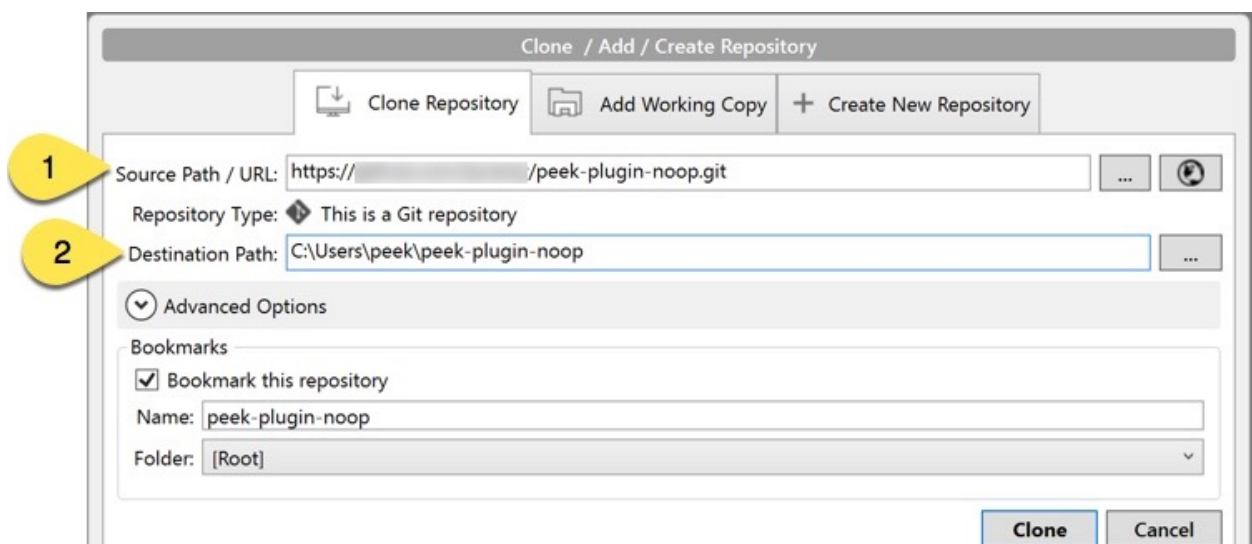 Clone / Add / Create Repository
Clone Repository
Add Working Copy
+ Create New Repository
1
Source Path / URL: https:// /peek-plugin-noop.git
...
Repository Type: This is a Git repository
2
Destination Path: C:\Users\peek\peek-plugin-noop
...
Advanced Options
Bookmarks
Bookmark this repository
Name: peek-plugin-noop
Folder: [Root]
Clone
Cancel